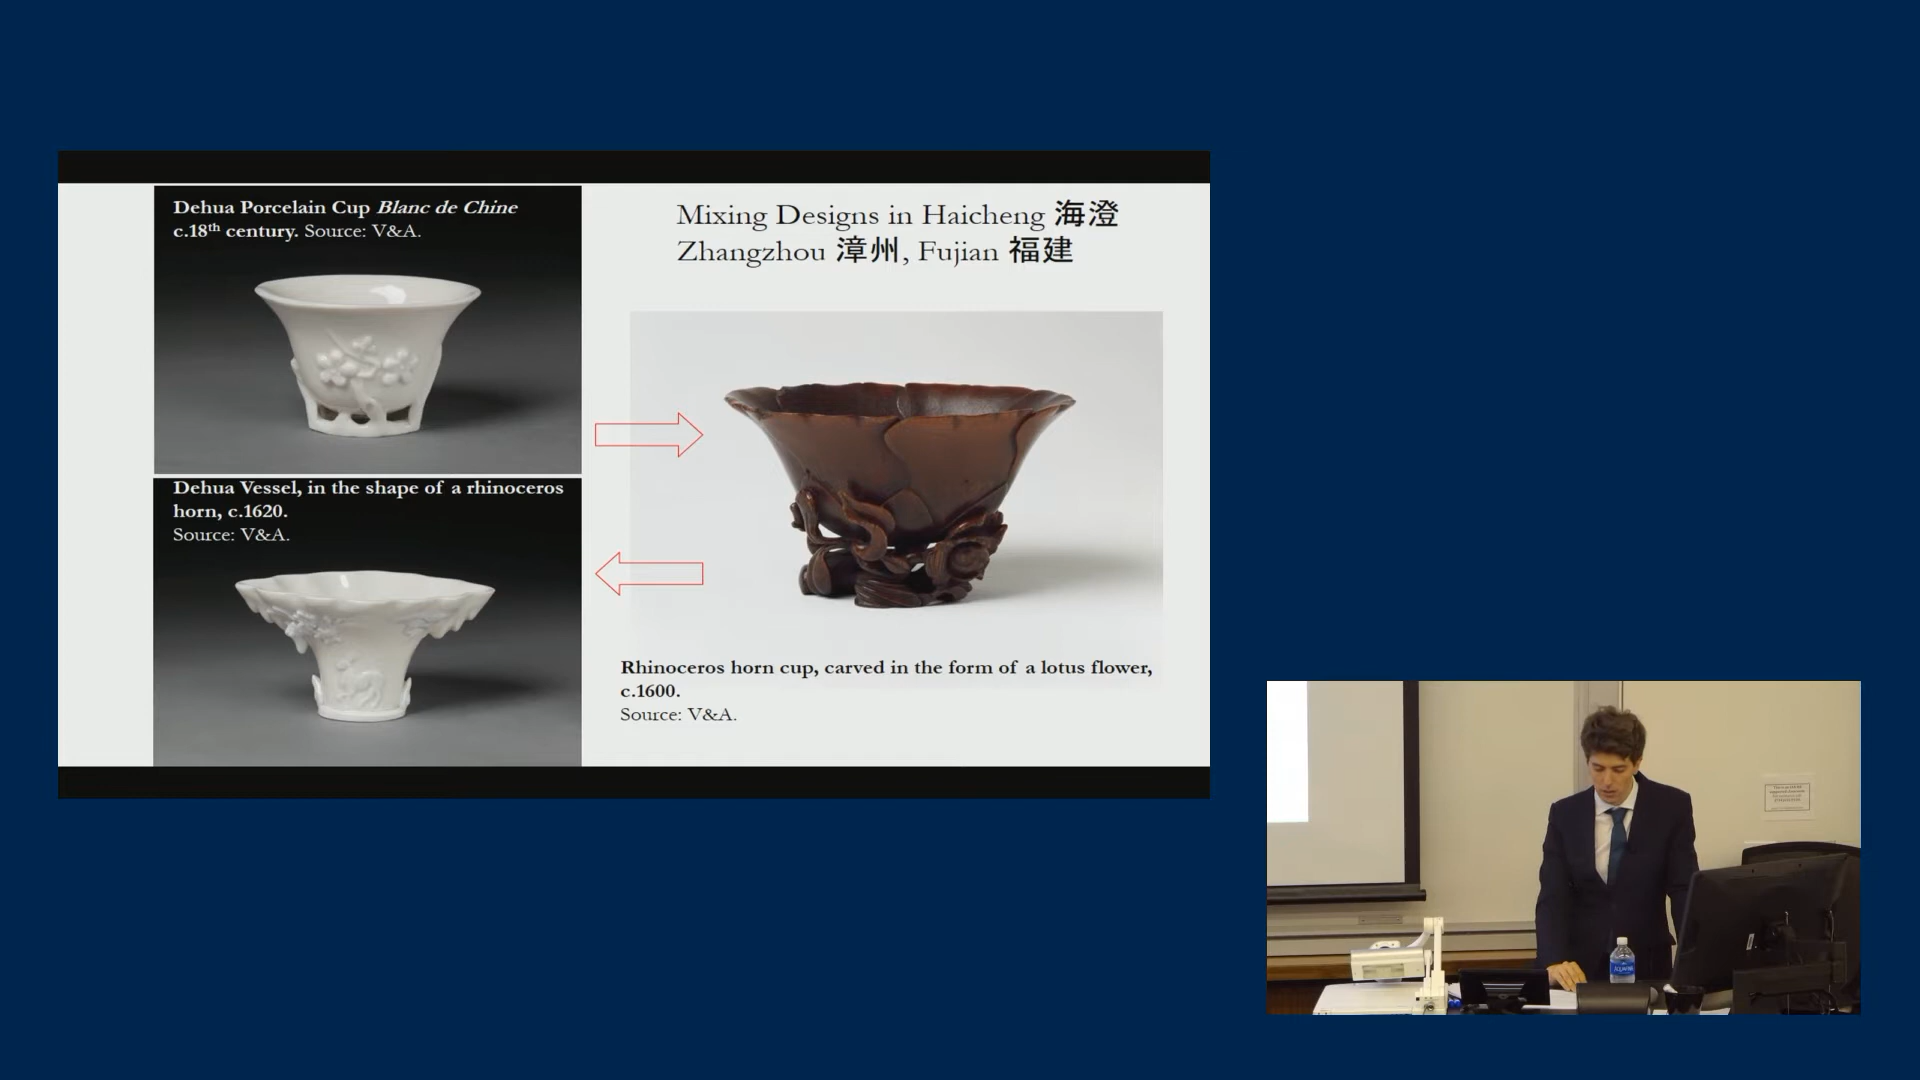 Dehua Porcelain Cup Blanc de Chine
c.18th century. Source: V&A.
Mixing Designs in Haicheng 海澄
Zhangzhou 漳州, Fujian 福建
Dehua Vessel, in the shape of a rhinoceros
horn, c.1620.
Source: V&A.
Rhinoceros horn cup, carved in the form of a lotus flower,
c.1600.
Source: V&A.